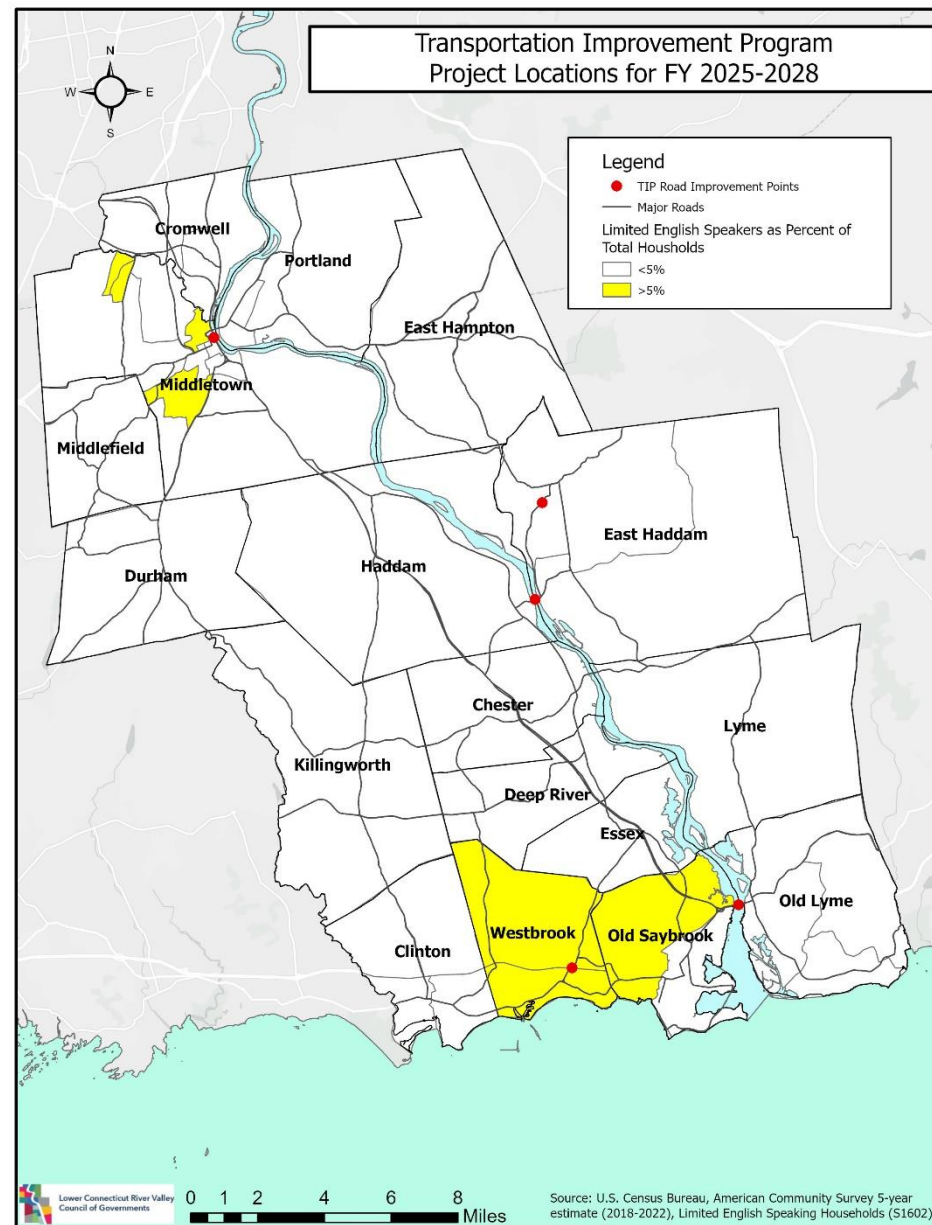 Transportation Improvement Program
Project Locations for FY 2025-2028
N
W
E
S
Legend
TIP Road Improvement Points
Major Roads
Limited English Speakers as Percent of
Total Housholds
<5%
>5%
Cromwell
Portland
East Hampton
Middletown
Middlefield
East Haddam
Haddam
Durham
Chester
Lyme
Killingworth
Deep River
Essex
Old Lyme
Westbrook
Old Saybrook
Clinton
Lower Connecticut River Valley
Council of Governments
0 1 2 4 6 8
Miles
Source: U.S. Census Bureau, American Community Survey 5-year
estimate (2018-2022), Limited English Speaking Households (S1602)